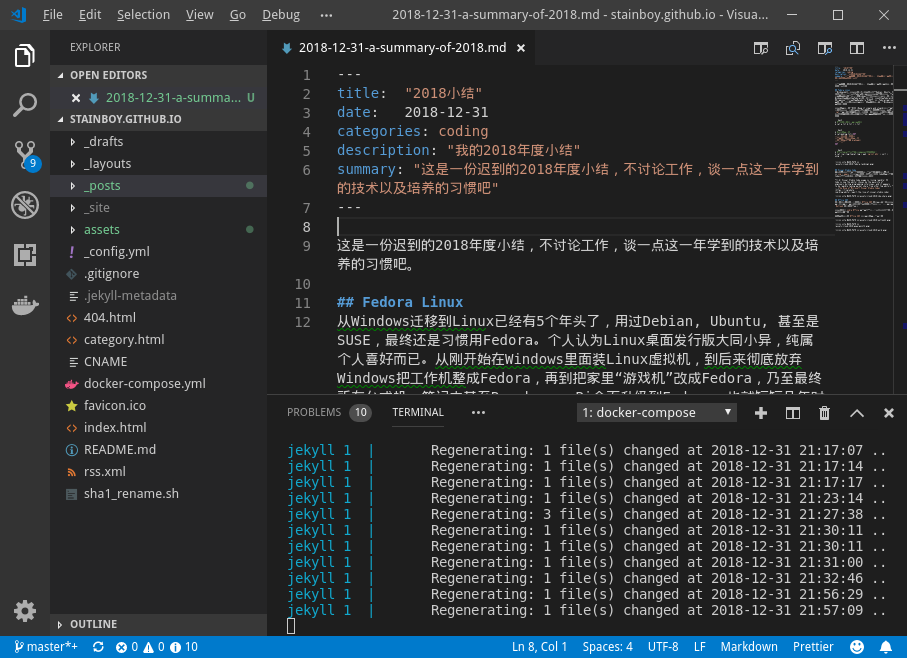 File Edit Selection View Go Debug ··· 2018-12-31-a-summary-of-2018.md - stainboy.github.io - Visua...
EXPLORER
OPEN EDITORS
2018-12-31-a-summa... U
STAINBOY.GITHUB.IO
_drafts
_layouts
_posts
_site
assets
_config.yml
.gitignore
.jekyll-metadata
404.html
category.html
CNAME
docker-compose.yml
favicon.ico
index.html
README.md
rss.xml
sha1_rename.sh
OUTLINE
9
2018-12-31-a-summary-of-2018.md
1 ---
2 title: "2018小结"
3 date: 2018-12-31
4 categories: coding
5 description: "我的2018年度小结"
6 summary: "这是一份迟到的2018年度小结，不讨论工作，谈一点这一年学到
的技术以及培养的习惯吧"
7 ---
8
9 这是一份迟到的2018年度小结，不讨论工作，谈一点这一年学到的技术以及培
养的习惯吧。
10
11 ## Fedora Linux
12 从Windows迁移到Linux已经有5个年头了，用过Debian, Ubuntu, 甚至是
SUSE，最终还是习惯用Fedora。个人认为Linux桌面发行版大同小异，纯属
个人喜好而已。从刚开始在Windows里面装Linux虚拟机，到后来彻底放弃
Windows把工作机整成Fedora，再到把家里“游戏机”改成Fedora，乃至最终
PROBLEMS 10 TERMINAL ··· 1: docker-compose
jekyll 1 | Regenerating: 1 file(s) changed at 2018-12-31 21:17:07 ..
jekyll 1 | Regenerating: 1 file(s) changed at 2018-12-31 21:17:14 ..
jekyll 1 | Regenerating: 1 file(s) changed at 2018-12-31 21:17:17 ..
jekyll 1 | Regenerating: 1 file(s) changed at 2018-12-31 21:23:14 ..
jekyll 1 | Regenerating: 3 file(s) changed at 2018-12-31 21:27:38 ..
jekyll 1 | Regenerating: 1 file(s) changed at 2018-12-31 21:30:11 ..
jekyll 1 | Regenerating: 1 file(s) changed at 2018-12-31 21:30:11 ..
jekyll 1 | Regenerating: 1 file(s) changed at 2018-12-31 21:31:00 ..
jekyll 1 | Regenerating: 1 file(s) changed at 2018-12-31 21:32:46 ..
jekyll 1 | Regenerating: 1 file(s) changed at 2018-12-31 21:56:29 ..
jekyll 1 | Regenerating: 1 file(s) changed at 2018-12-31 21:57:09 ..
master*+ 0 0 10 Ln 8, Col 1 Spaces: 4 UTF-8 LF Markdown Prettier